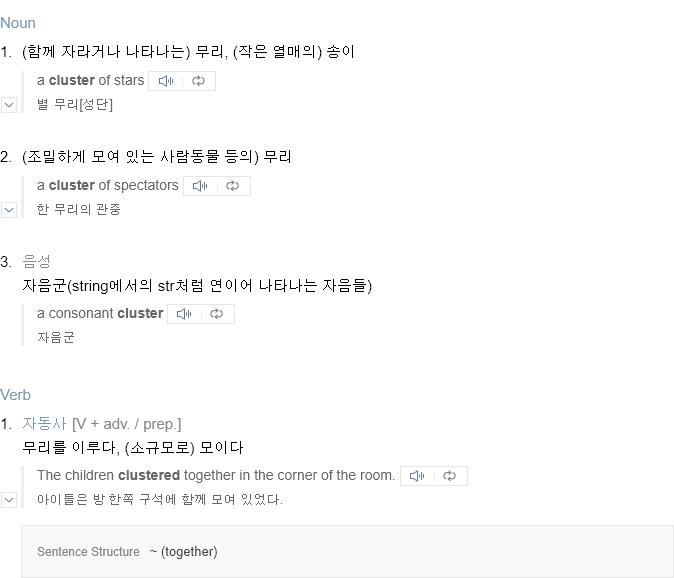 Noun
1. (함께 자라거나 나타나는) 무리, (작은 열매의) 송이
a cluster of stars
별 무리[성단]
2. (조밀하게 모여 있는 사람동물 등의) 무리
a cluster of spectators
한 무리의 관중
3. 음성
자음군(string에서의 str처럼 연이어 나타나는 자음들)
a consonant cluster
자음군
Verb
1. 자동사 [V + adv. / prep.]
무리를 이루다, (소규모로) 모이다
The children clustered together in the corner of the room.
아이들은 방 한쪽 구석에 함께 모여 있었다.
Sentence Structure ~ (together)